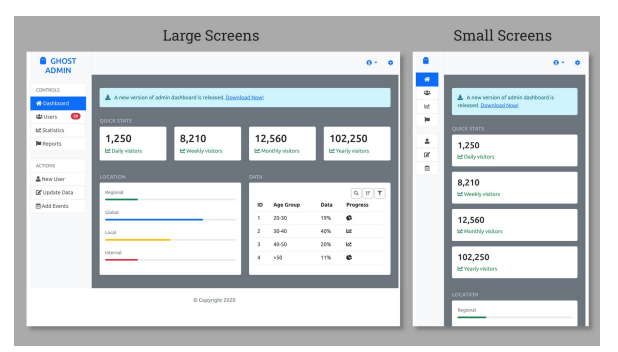 Large Screens
Small Screens
GHOST
ADMIN
CONTROLS
Dashboard
Users
Statistics
Reports
ACTIONS
New User
Update Data
Add Events
A new version of admin dashboard is released. Download Now!
QUICK STATS
1,250
Daily visitors
8,210
Weekly visitors
12,560
Monthly visitors
102,250
Yearly visitors
LOCATION
Regional
Global
Local
Internal
DATA
ID Age Group Data Progress
1 20-30 19%
2 30-40 40%
3 40-50 20%
4 >50 11%
© Copyright 2020
A new version of admin dashboard is
released. Download Now!
QUICK STATS
1,250
Daily visitors
8,210
Weekly visitors
12,560
Monthly visitors
102,250
Yearly visitors
LOCATION
Regional